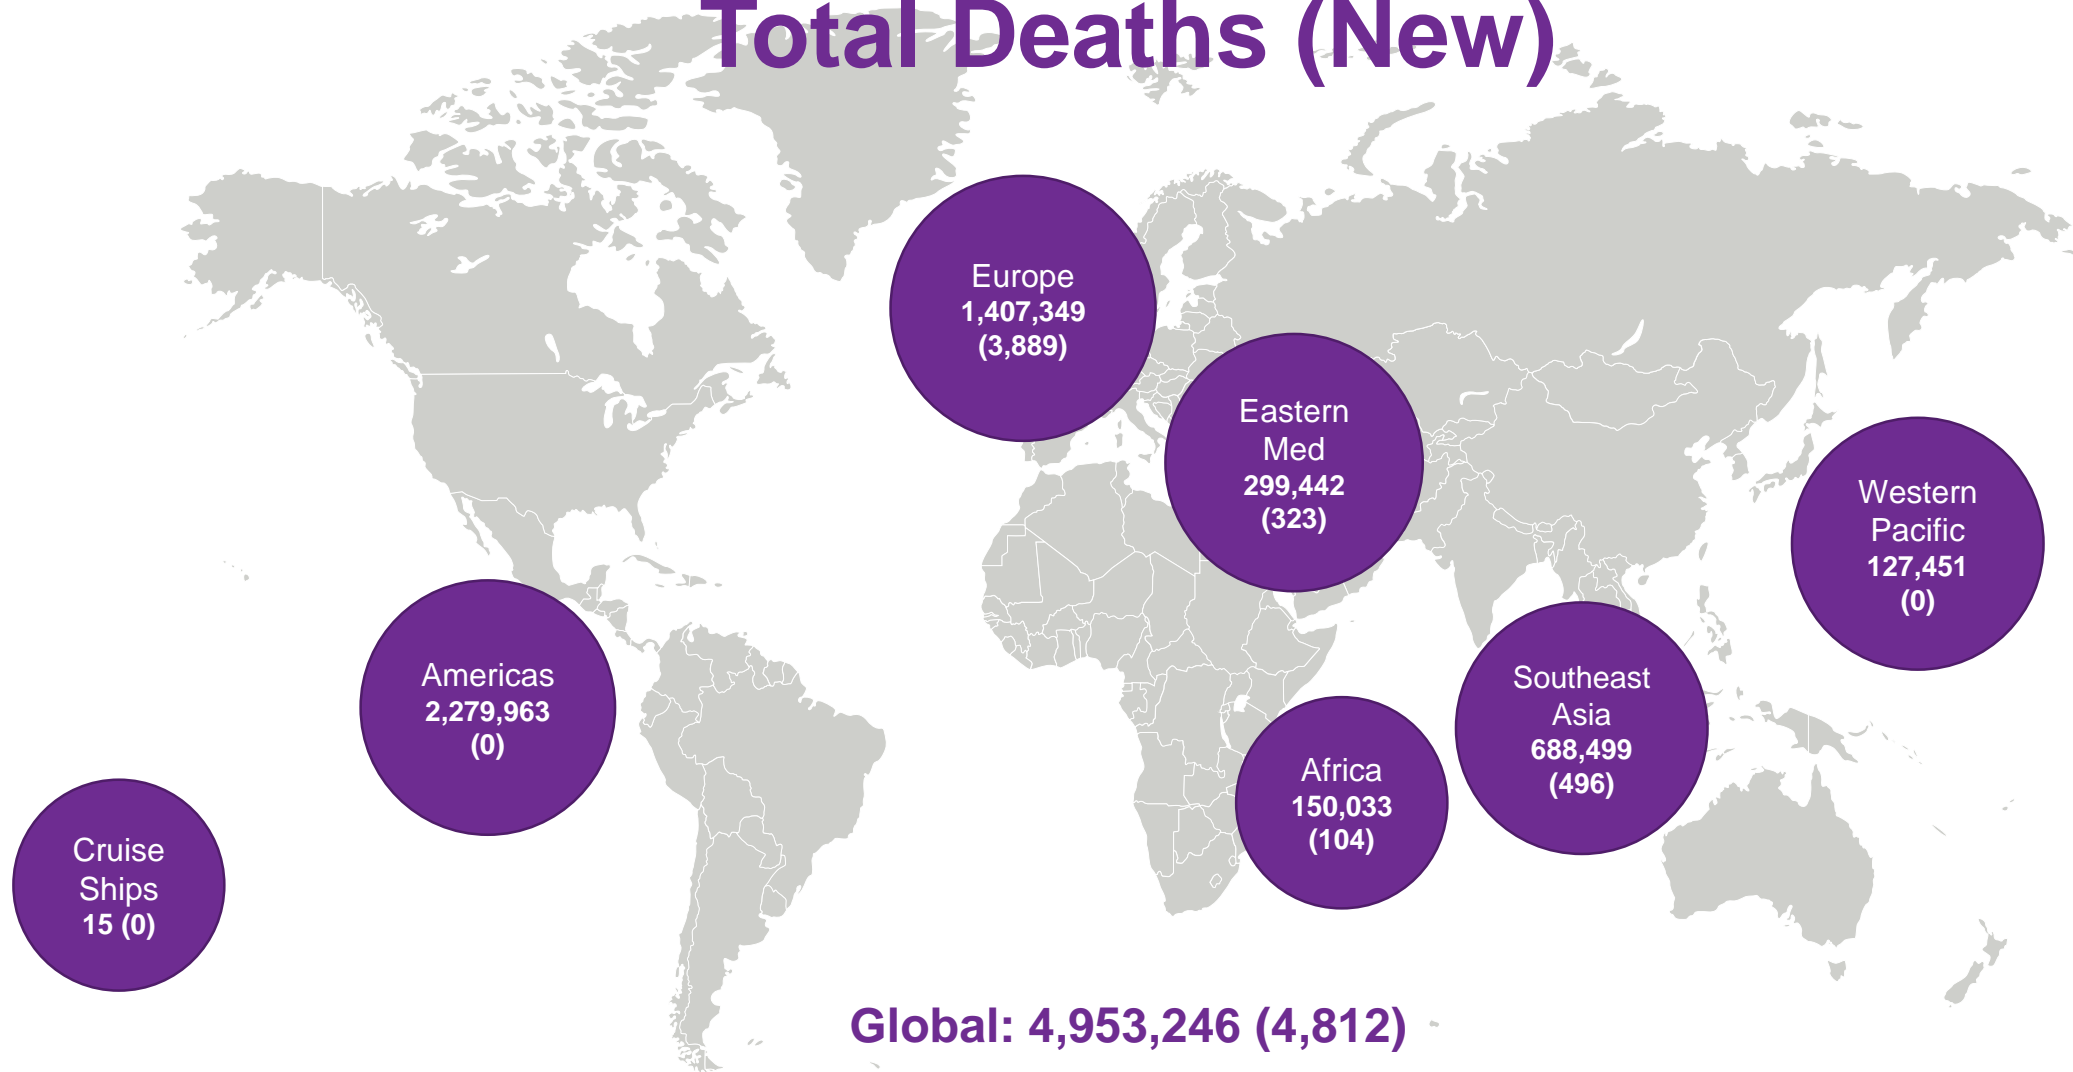 Total Deaths (New)
Europe
1,407,349
(3,889)
Eastern
Med
299,442
(323)
Western
Pacific
127,451
(0)
Americas
2,279,963
(0)
Southeast
Asia
688,499
(496)
Africa
150,033
(104)
Cruise
Ships
15 (0)
Global: 4,953,246 (4,812)